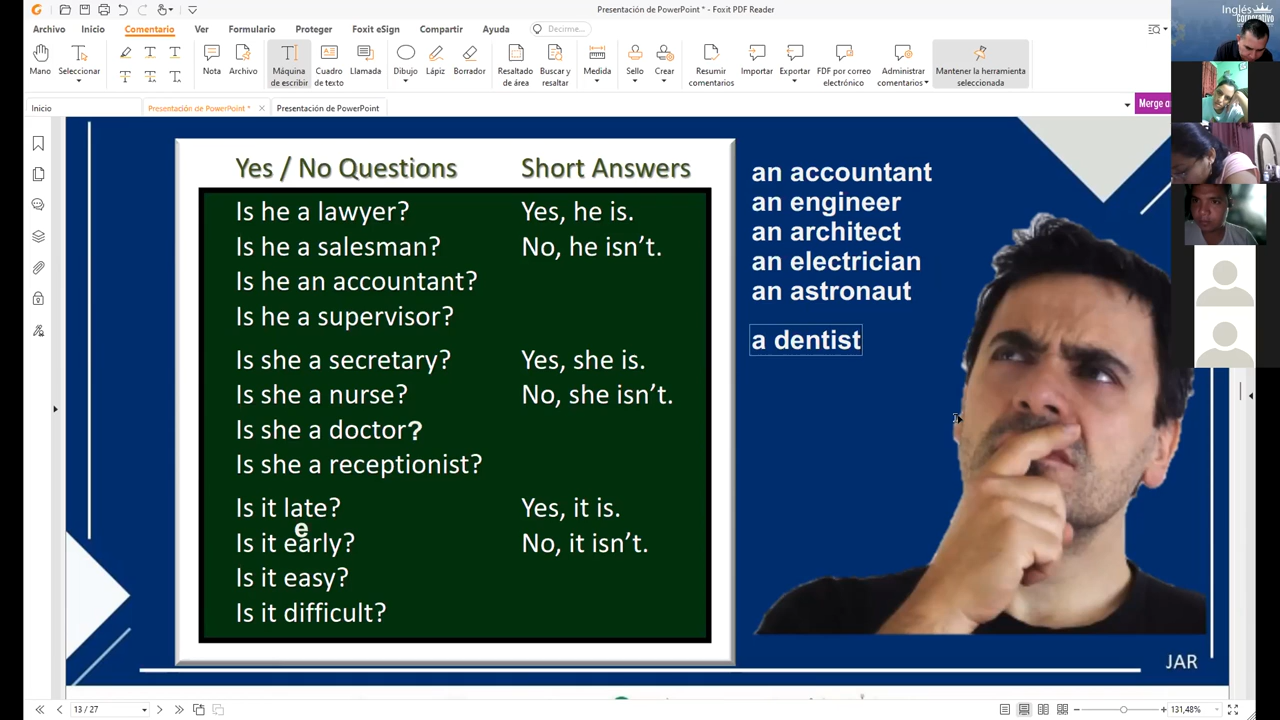 Presentación de PowerPoint * - Foxit PDF Reader
Inglés
Corporativo
Archivo Inicio Comentario Ver Formulario Proteger Foxit eSign Compartir Ayuda Decirme...
Mano Seleccionar Nota Archivo Máquina de escribir Cuadro de texto Llamada Dibujo Lápiz Borrador Resaltado de área Buscar y resaltar Medida Sello Crear Resumir comentarios Importar Exportar FDF por correo electrónico Administrar comentarios Mantener la herramienta seleccionada
Inicio Presentación de PowerPoint * Presentación de PowerPoint
Merge a
Yes / No Questions Short Answers
Is he a lawyer? Yes, he is.
Is he a salesman? No, he isn't.
Is he an accountant?
Is he a supervisor?
Is she a secretary? Yes, she is.
Is she a nurse? No, she isn't.
Is she a doctor?
Is she a receptionist?
Is it late? Yes, it is.
e
Is it early? No, it isn't.
Is it easy?
Is it difficult?
an accountant
an engineer
an architect
an electrician
an astronaut
a dentist
JAR
13 / 27
131,48%